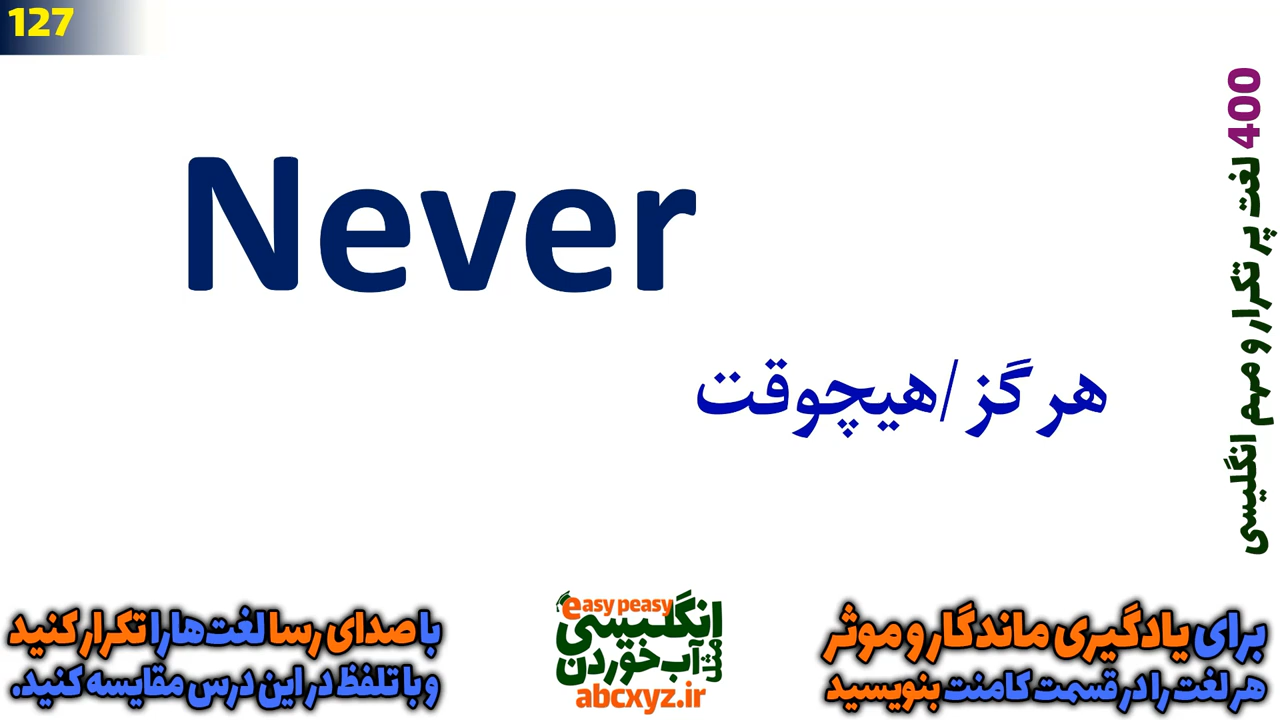 127
Never
هرگز/هیچوقت
400 لغت پر تکرار و مهم انگلیسی
با صدای رسا لغت‌ها را تکرار کنید
و با تلفظ در این درس مقایسه کنید.
easy peasy
انگلیسی
مثل
آب خوردن
abcxyz.ir
برای یادگیری ماندگار و موثر
هر لغت را در قسمت کامنت بنویسید